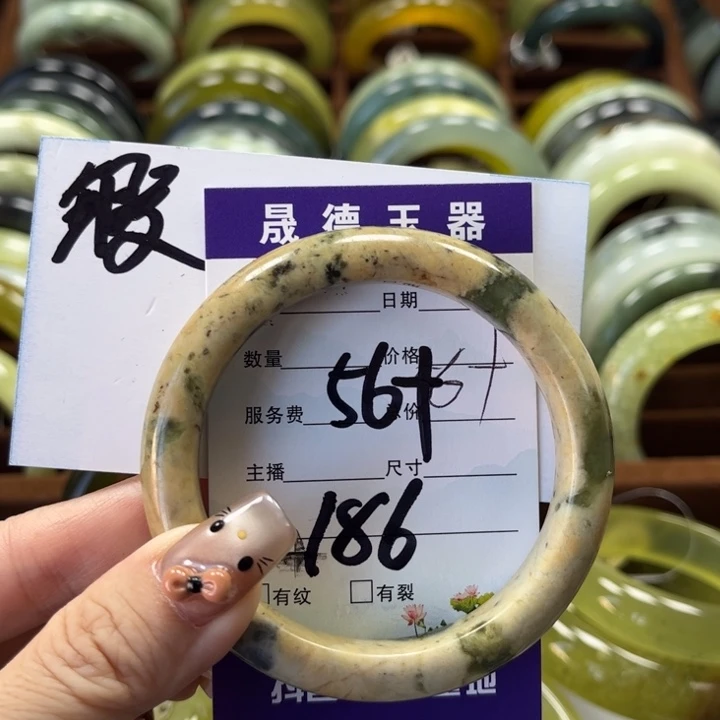 瑕
晟德玉器
日期
数量 价格
56+
服务费
主播 尺寸
186
有纹 有裂